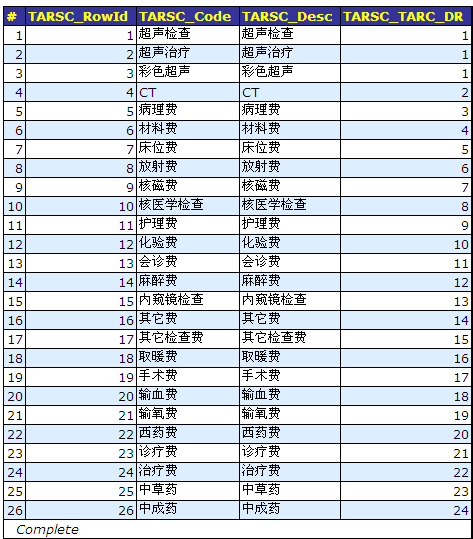 # TARSC_RowId TARSC_Code TARSC_Desc TARSC_TARC_DR
1 1 超声检查 超声检查 1
2 2 超声治疗 超声治疗 1
3 3 彩色超声 彩色超声 1
4 4 CT CT 2
5 5 病理费 病理费 3
6 6 材料费 材料费 4
7 7 床位费 床位费 5
8 8 放射费 放射费 6
9 9 核磁费 核磁费 7
10 10 核医学检查 核医学检查 8
11 11 护理费 护理费 9
12 12 化验费 化验费 10
13 13 会诊费 会诊费 11
14 14 麻醉费 麻醉费 12
15 15 内窥镜检查 内窥镜检查 13
16 16 其它费 其它费 14
17 17 其它检查费 其它检查费 15
18 18 取暖费 取暖费 16
19 19 手术费 手术费 17
20 20 输血费 输血费 18
21 21 输氧费 输氧费 19
22 22 西药费 西药费 20
23 23 诊疗费 诊疗费 21
24 24 治疗费 治疗费 22
25 25 中草药 中草药 23
26 26 中成药 中成药 24
Complete